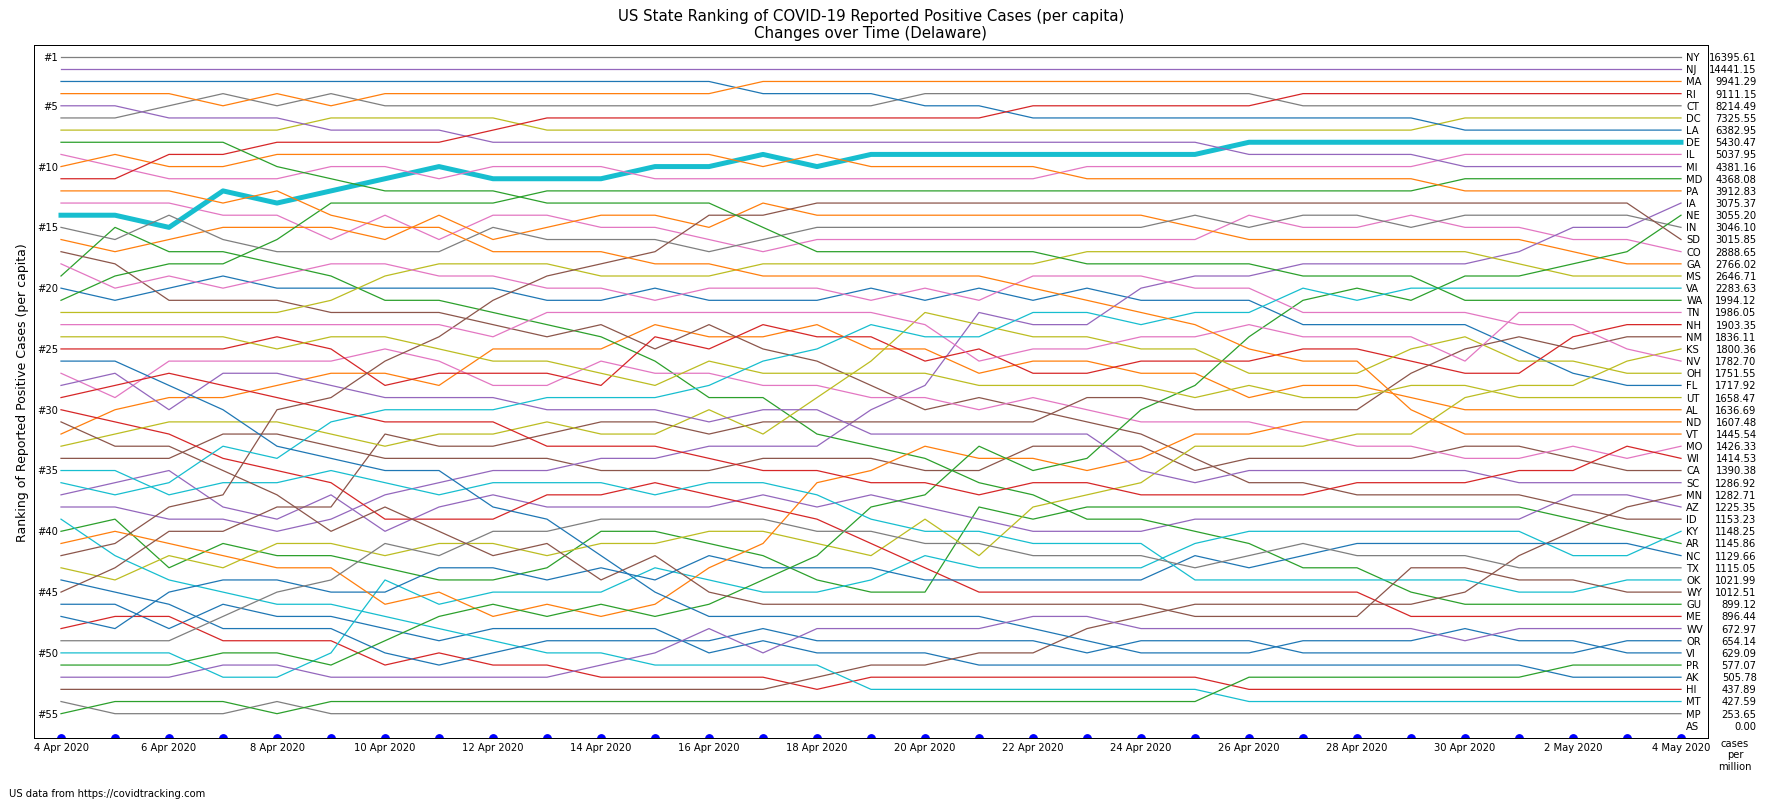 US State Ranking of COVID-19 Reported Positive Cases (per capita)
Changes over Time (Delaware)
Ranking of Reported Positive Cases (per capita)
#1
#5
#10
#15
#20
#25
#30
#35
#40
#45
#50
#55
NY 16395.61
NJ 14441.15
MA 9941.29
RI 9111.15
CT 8214.49
DC 7325.55
LA 6382.95
DE 5430.47
IL 5037.95
MI 4381.16
MD 4368.08
PA 3912.83
IA 3075.37
NE 3055.20
IN 3046.10
SD 3015.85
CO 2888.65
GA 2766.02
MS 2646.71
VA 2283.63
WA 1994.12
TN 1986.05
NH 1903.35
NM 1836.11
KS 1800.36
NV 1782.70
OH 1751.55
FL 1717.92
UT 1658.47
AL 1636.69
ND 1607.48
VT 1445.54
MO 1426.33
WI 1414.53
CA 1390.38
SC 1286.92
MN 1282.71
AZ 1225.35
ID 1153.23
KY 1148.25
AR 1145.86
NC 1129.66
TX 1115.05
OK 1021.99
WY 1012.51
GU 899.12
ME 896.44
WV 672.97
OR 654.14
VI 629.09
PR 577.07
AK 505.78
HI 437.89
MT 427.59
MP 253.65
AS 0.00
4 Apr 2020 6 Apr 2020 8 Apr 2020 10 Apr 2020 12 Apr 2020 14 Apr 2020 16 Apr 2020 18 Apr 2020 20 Apr 2020 22 Apr 2020 24 Apr 2020 26 Apr 2020 28 Apr 2020 30 Apr 2020 2 May 2020 4 May 2020
cases
per
million
US data from https://covidtracking.com